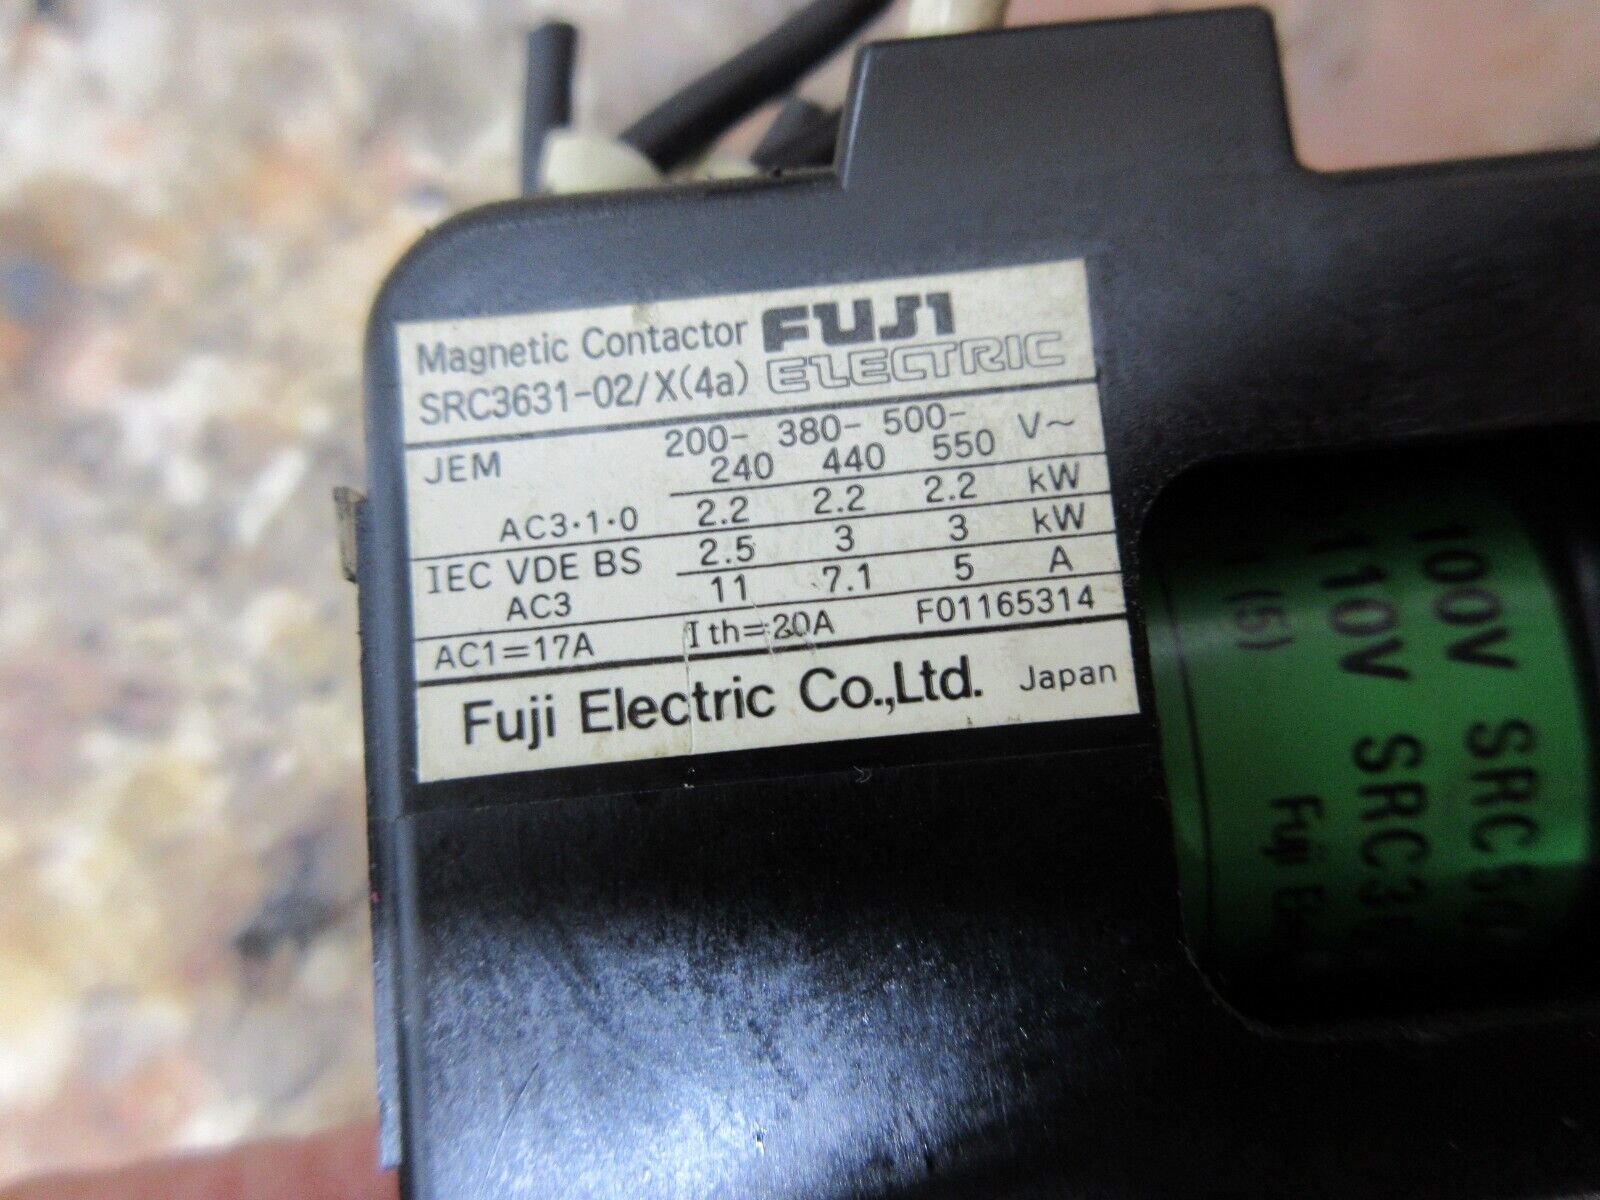 Magnetic Contactor FUJI
SRC3631-02/X(4a) ELECTRIC
200- 380- 500- V~
JEM 240 440 550
AC3·1·0 2.2 2.2 2.2 kW
IEC VDE BS 2.5 3 3 kW
AC3 11 7.1 5 A
AC1=17A Ith=20A F01165314
Fuji Electric Co.,Ltd. Japan
100V SRC
110V SRC3
(5) Fuji